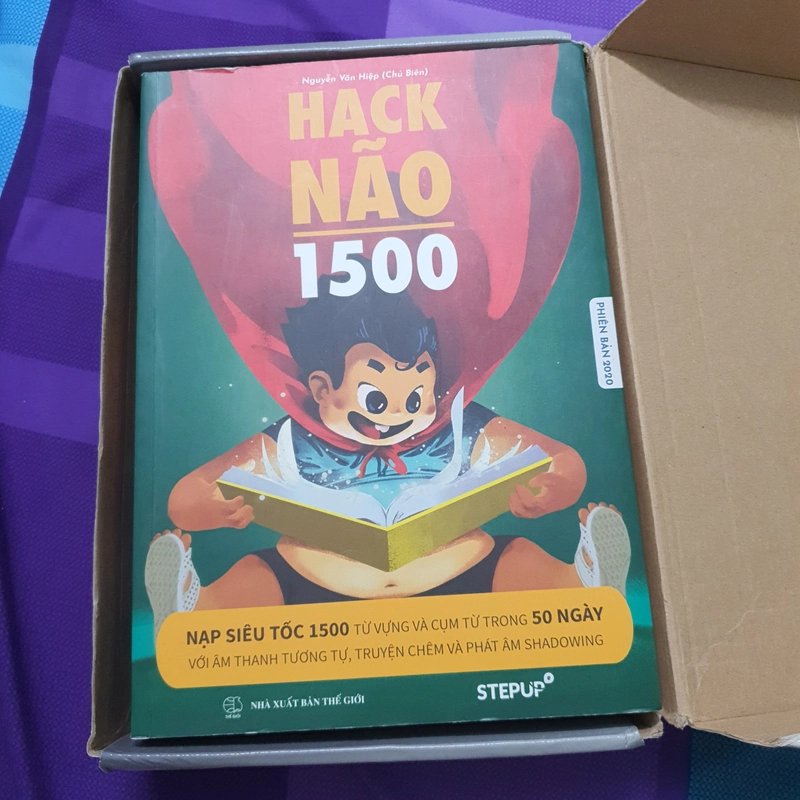 Nguyễn Văn Hiệp (Chủ Biên)
HACK
NÃO
1500
PHIÊN BẢN 2020
NẠP SIÊU TỐC 1500 TỪ VỰNG VÀ CỤM TỪ TRONG 50 NGÀY
VỚI ÂM THANH TƯƠNG TỰ, TRUYỆN CHÊM VÀ PHÁT ÂM SHADOWING
THẾ GIỚI
NHÀ XUẤT BẢN THẾ GIỚI
STEPUP